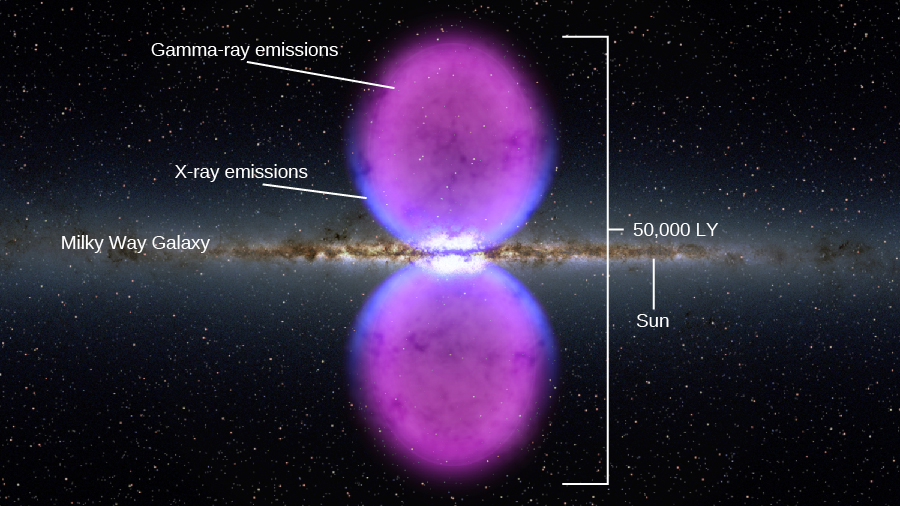 Gamma-ray emissions
X-ray emissions
50,000 LY
Milky Way Galaxy
Sun